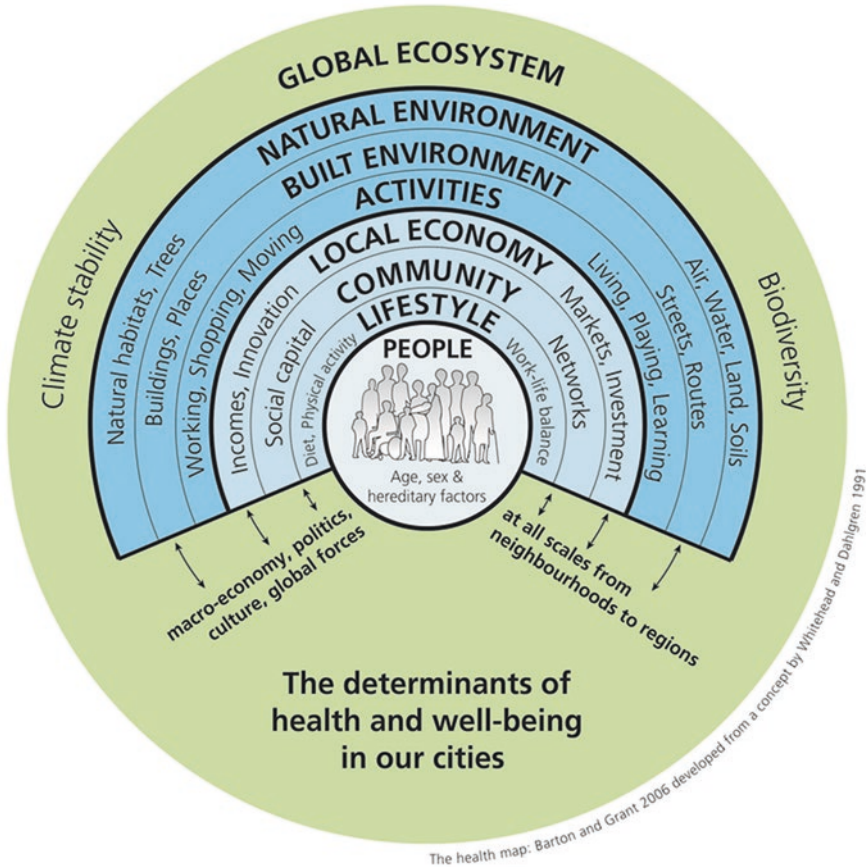 GLOBAL ECOSYSTEM
NATURAL ENVIRONMENT
BUILT ENVIRONMENT
ACTIVITIES
LOCAL ECONOMY
COMMUNITY
LIFESTYLE
PEOPLE
Age, sex &
hereditary factors
Climate stability
Natural habitats, Trees
Buildings, Places
Working, Shopping, Moving
Incomes, Innovation
Social capital
Diet, Physical activity
Work-life balance
Networks
Markets, Investment
Living, Playing, Learning
Streets, Routes
Air, Water, Land, Soils
Biodiversity
macro-economy, politics,
culture, global forces
at all scales from
neighbourhoods to regions
The determinants of
health and well-being
in our cities
The health map: Barton and Grant 2006 developed from a concept by Whitehead and Dahlgren 1991